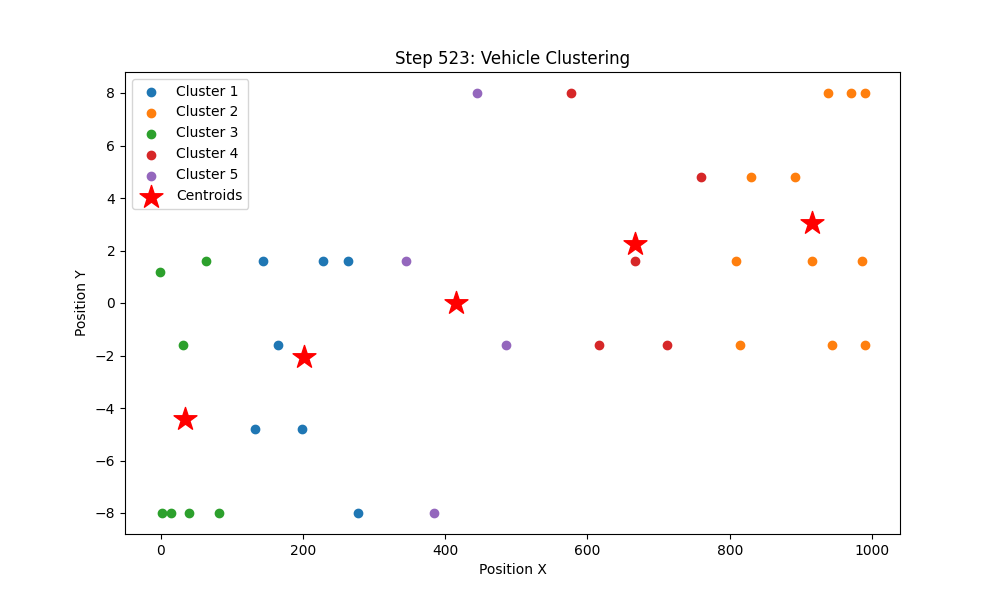 Step 523: Vehicle Clustering
Cluster 1
Cluster 2
Cluster 3
Cluster 4
Cluster 5
Centroids
8
6
4
2
0
−2
−4
−6
−8
Position Y
0 200 400 600 800 1000
Position X